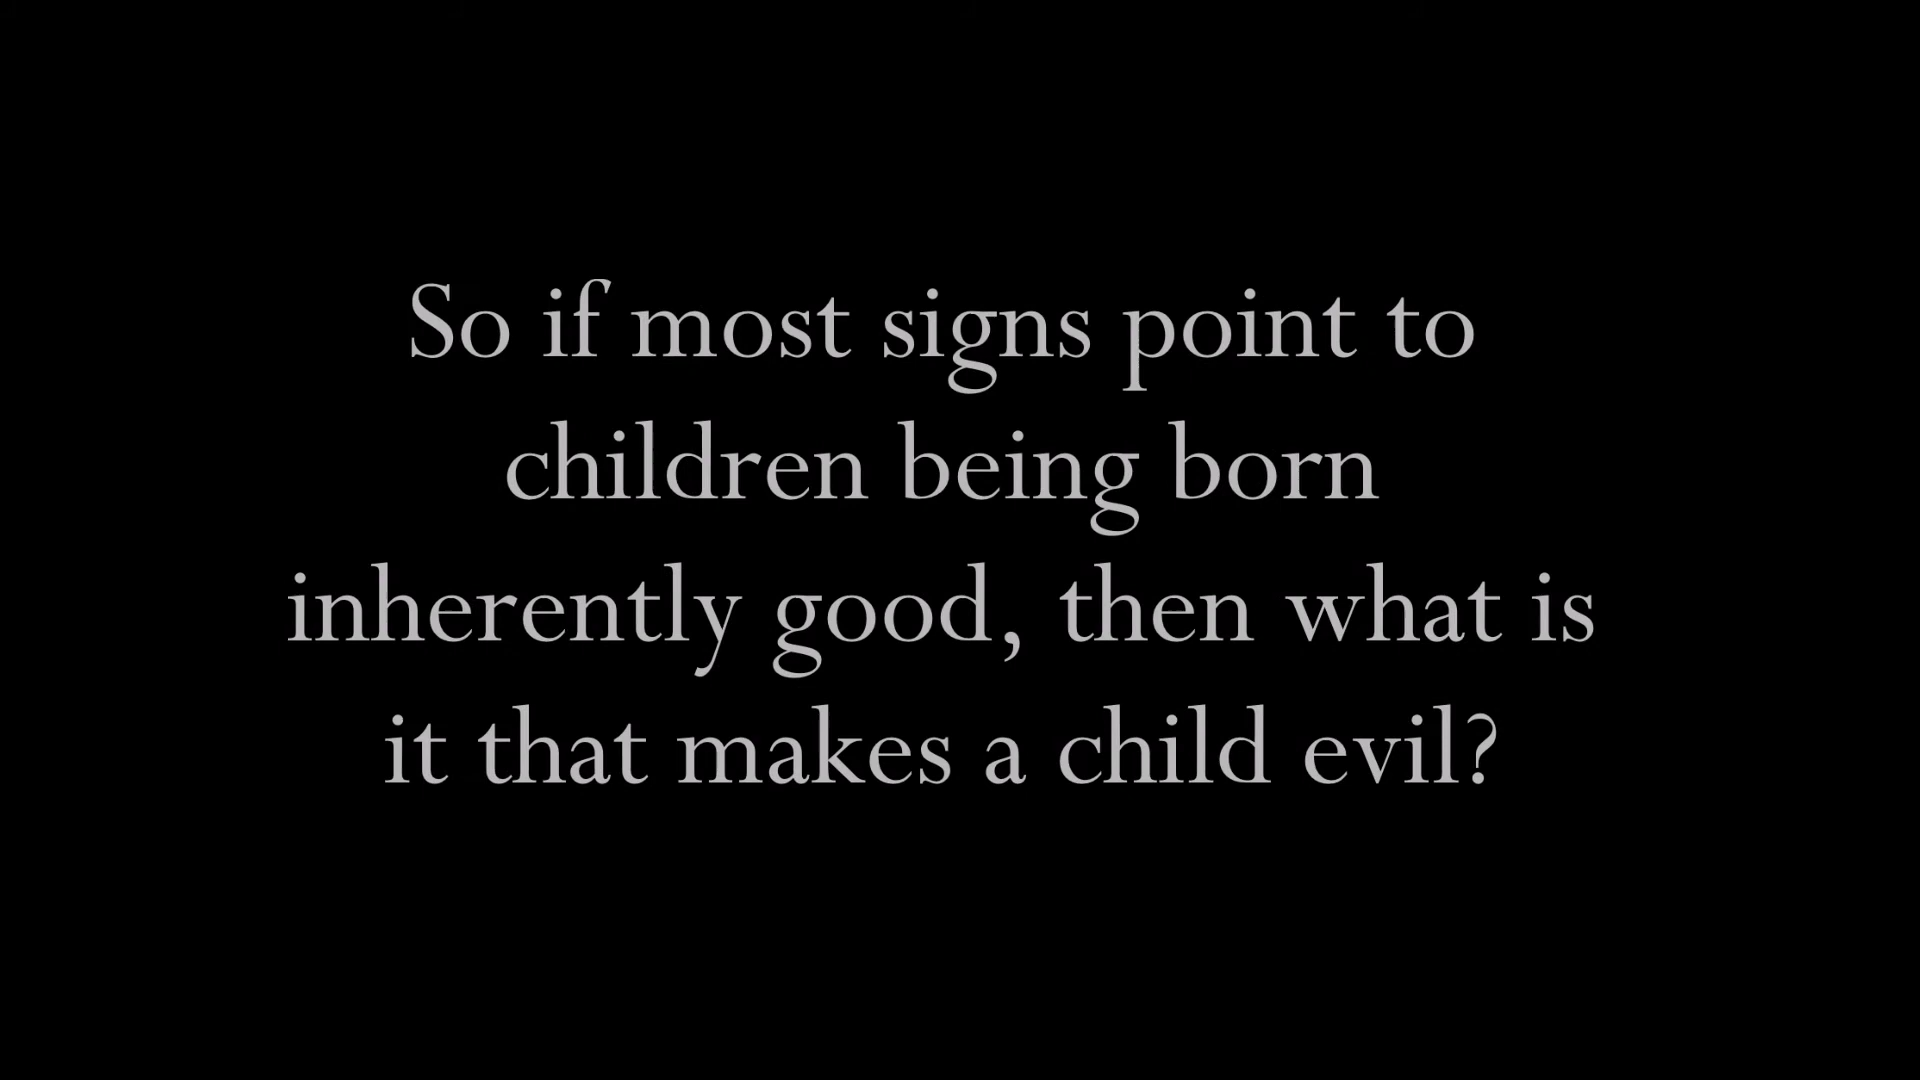 So if most signs point to
children being born
inherently good, then what is
it that makes a child evil?